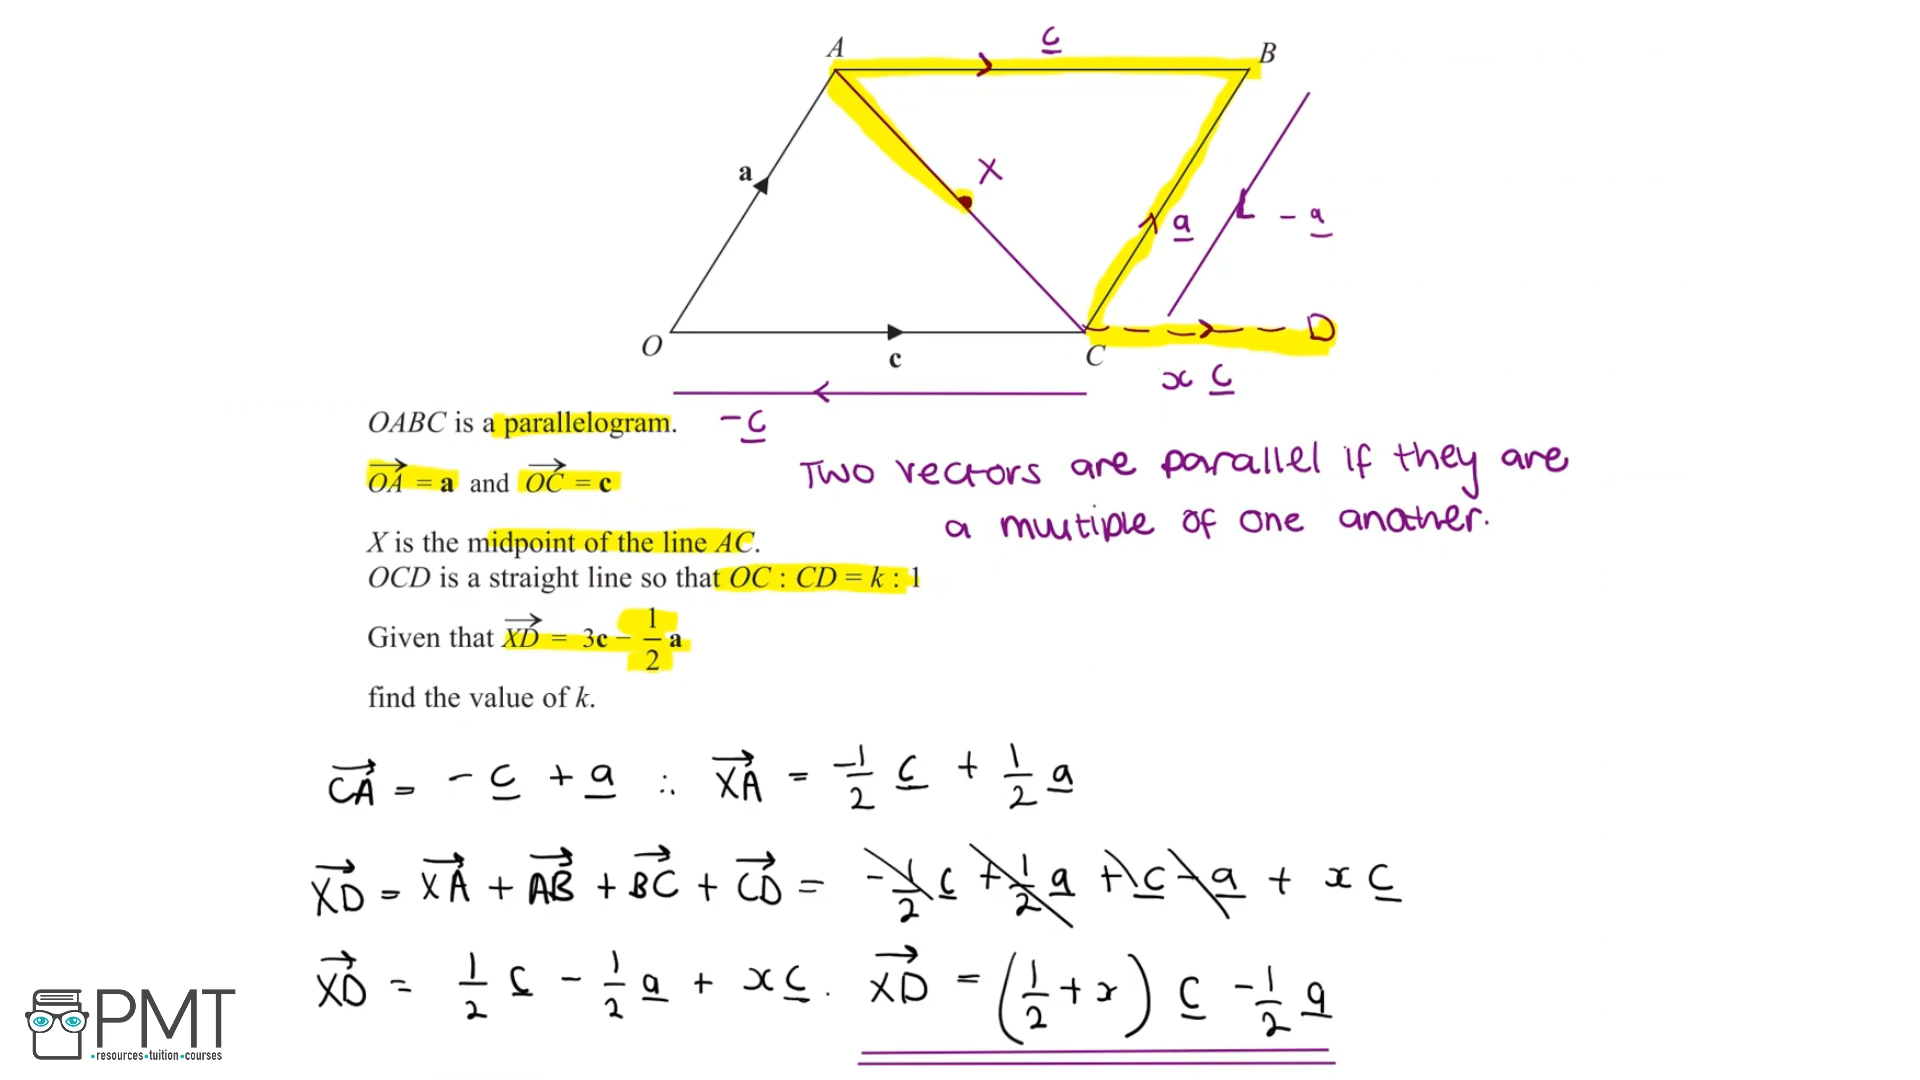 c
A B
X
a
a - a
D
O C
c
x c
- c
OABC is a parallelogram.
OA = a and OC = c
Two vectors are parallel if they are
a multiple of one another.
X is the midpoint of the line AC.
OCD is a straight line so that OC : CD = k : 1
Given that XD = 3c − 1/2 a
find the value of k.
CA = - c + a ∴ XA = -1/2 c + 1/2 a
XD = XA + AB + BC + CD = - 1/2 c + 1/2 a + c - a + x c
XD = 1/2 c - 1/2 a + x c . XD = (1/2 + x) c - 1/2 a
PMT
•resources•tuition•courses